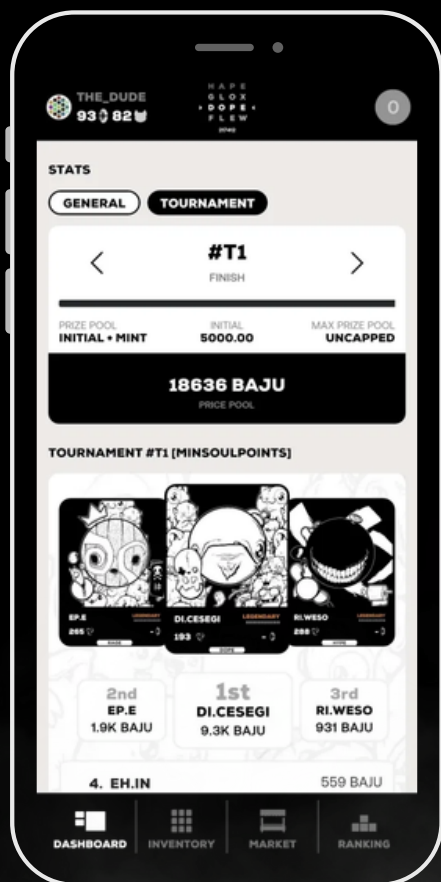 THE_DUDE
93 82
HAPE
GLOX
DOPE
FLEW
0
STATS
GENERAL
TOURNAMENT
#T1
FINISH
PRIZE POOL
INITIAL + MINT
INITIAL
5000.00
MAX PRIZE POOL
UNCAPPED
18636 BAJU
PRICE POOL
TOURNAMENT #T1 [MINSOULPOINTS]
EP.E LEGENDARY
265 -
RARE
DI.CESEGI LEGENDARY
193 -
DOPE
RI.WESO LEGENDARY
288 -
2nd
EP.E
1.9K BAJU
1st
DI.CESEGI
9.3K BAJU
3rd
RI.WESO
931 BAJU
4. EH.IN 559 BAJU
DASHBOARD
INVENTORY
MARKET
RANKING